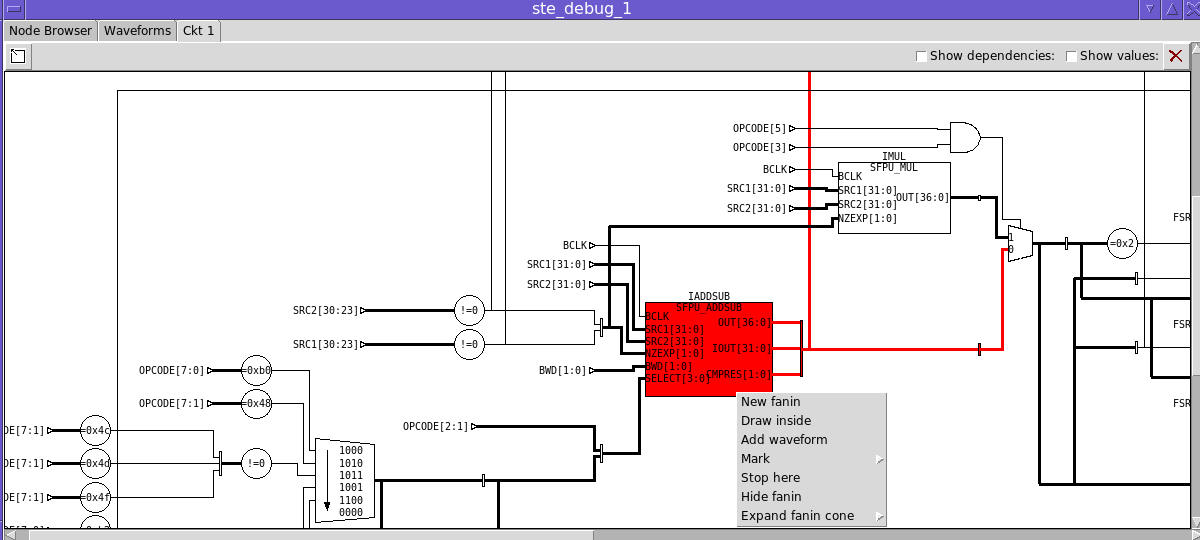 ste_debug_1
Node Browser Waveforms Ckt 1
Show dependencies: Show values:
OPCODE[5]
OPCODE[3]
IMUL
SFPU_MUL
BCLK
BCLK
SRC1[31:0]
SRC1[31:0]
OUT[36:0]
SRC2[31:0]
SRC2[31:0]
NZEXP[1:0]
FSR
1
0
=0x2
BCLK
SRC1[31:0]
SRC2[31:0]
IADDSUB
SFPU_ADDSUB
SRC2[30:23]
!=0
BCLK
OUT[36:0]
SRC1[31:0]
FSR
SRC1[30:23]
!=0
SRC2[31:0]
IOUT[31:0]
NZEXP[1:0]
OPCODE[7:0]
=0xb0
BWD[1:0]
BWD[1:0]
CMPRES[1:0]
SELECT[3:0]
OPCODE[7:1]
=0x48
FSR
New fanin
Draw inside
Add waveform
Mark
Stop here
Hide fanin
Expand fanin cone
OPCODE[2:1]
DE[7:1]
=0x4c
DE[7:1]
=0x4d
!=0
DE[7:1]
=0x4f
1000
1010
1011
1001
1100
0000